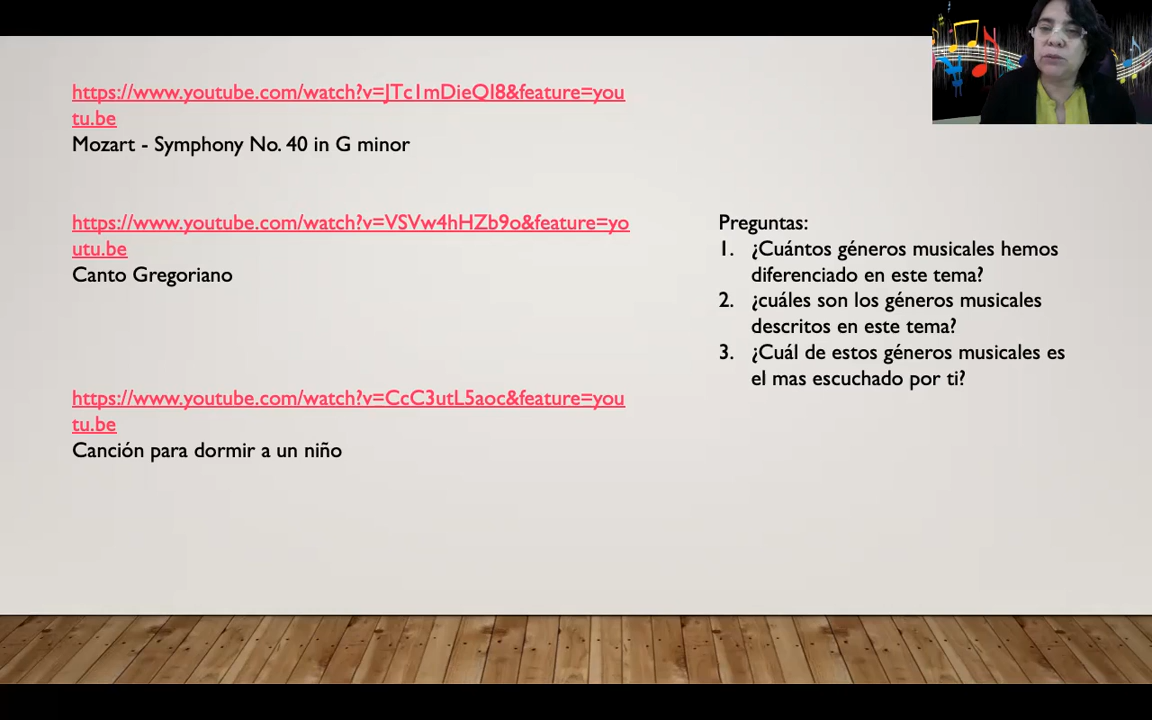 https://www.youtube.com/watch?v=JTc1mDieQI8&feature=you
tu.be
Mozart - Symphony No. 40 in G minor
https://www.youtube.com/watch?v=VSVw4hHZb9o&feature=yo
utu.be
Canto Gregoriano
https://www.youtube.com/watch?v=CcC3utL5aoc&feature=you
tu.be
Canción para dormir a un niño
Preguntas:
1. ¿Cuántos géneros musicales hemos
diferenciado en este tema?
2. ¿cuáles son los géneros musicales
descritos en este tema?
3. ¿Cuál de estos géneros musicales es
el mas escuchado por ti?